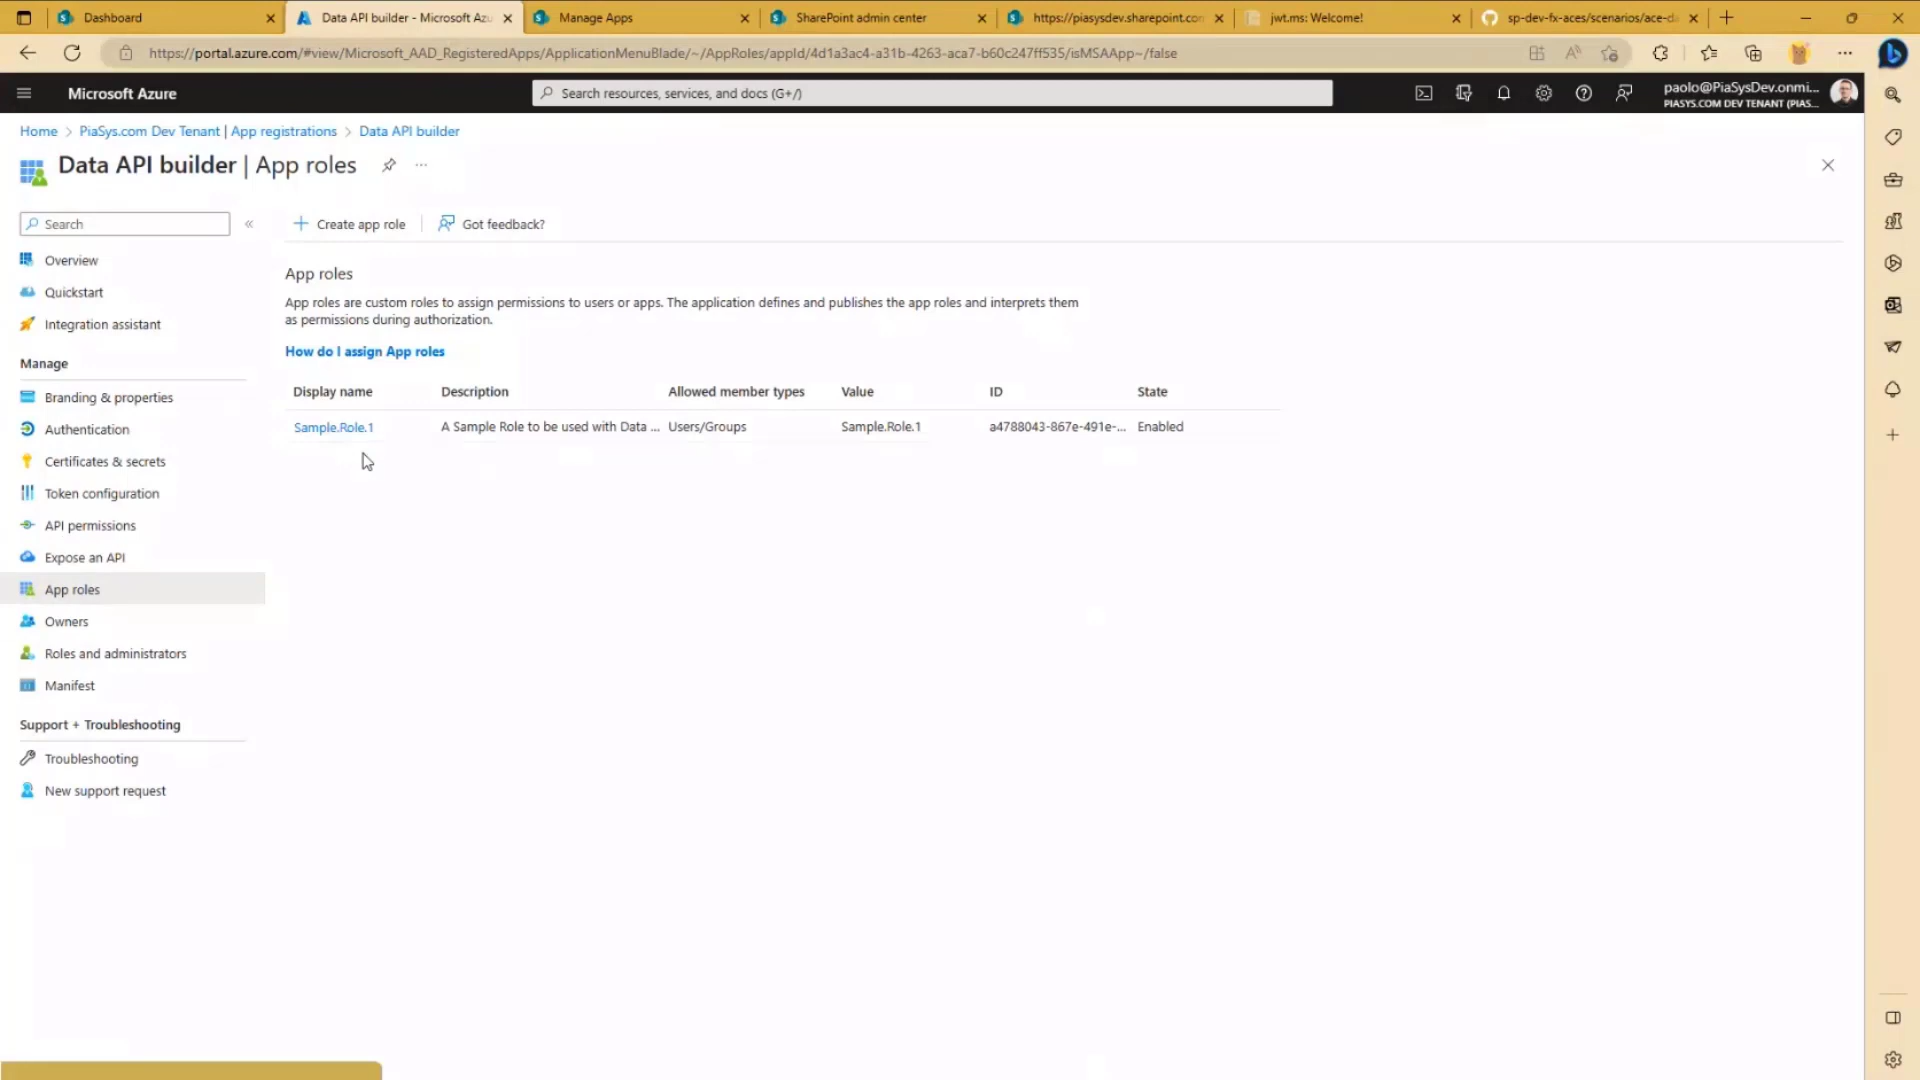 Dashboard
Data API builder - Microsoft Azu
Manage Apps
SharePoint admin center
https://piasysdev.sharepoint.con
jwt.ms: Welcome!
sp-dev-fx-aces/scenarios/ace-d
https://portal.azure.com/#view/Microsoft_AAD_RegisteredApps/ApplicationMenuBlade/~/AppRoles/appId/4d1a3ac4-a31b-4263-aca7-b60c247ff535/isMSAApp~/false
Microsoft Azure
Search resources, services, and docs (G+/)
paolo@PiaSysDev.onmi...
PIASYS.COM DEV TENANT (PIAS...
Home > PiaSys.com Dev Tenant | App registrations > Data API builder
Data API builder | App roles
Search
Create app role
Got feedback?
Overview
Quickstart
Integration assistant
Manage
Branding & properties
Authentication
Certificates & secrets
Token configuration
API permissions
Expose an API
App roles
Owners
Roles and administrators
Manifest
Support + Troubleshooting
Troubleshooting
New support request
App roles
App roles are custom roles to assign permissions to users or apps. The application defines and publishes the app roles and interprets them
as permissions during authorization.
How do I assign App roles
Display name Description Allowed member types Value ID State
Sample.Role.1 A Sample Role to be used with Data ... Users/Groups Sample.Role.1 a4788043-867e-491e-... Enabled